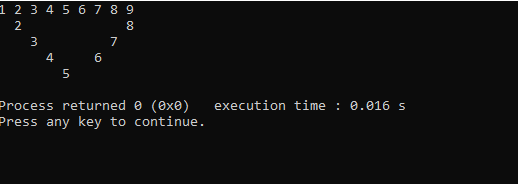 1 2 3 4 5 6 7 8 9
  2             8
    3         7
      4     6
        5
Process returned 0 (0x0)   execution time : 0.016 s
Press any key to continue.